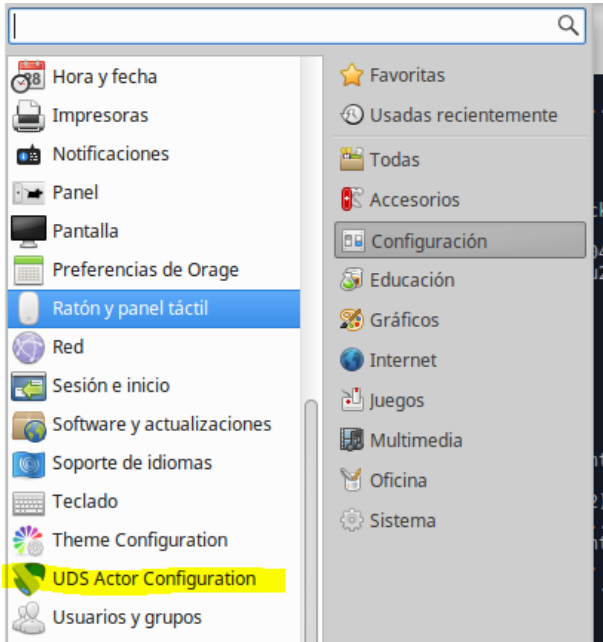 Hora y fecha
Impresoras
Notificaciones
Panel
Pantalla
Preferencias de Orage
Ratón y panel táctil
Red
Sesión e inicio
Software y actualizaciones
Soporte de idiomas
Teclado
Theme Configuration
UDS Actor Configuration
Usuarios y grupos
Favoritas
Usadas recientemente
Todas
Accesorios
Configuración
Educación
Gráficos
Internet
Juegos
Multimedia
Oficina
Sistema